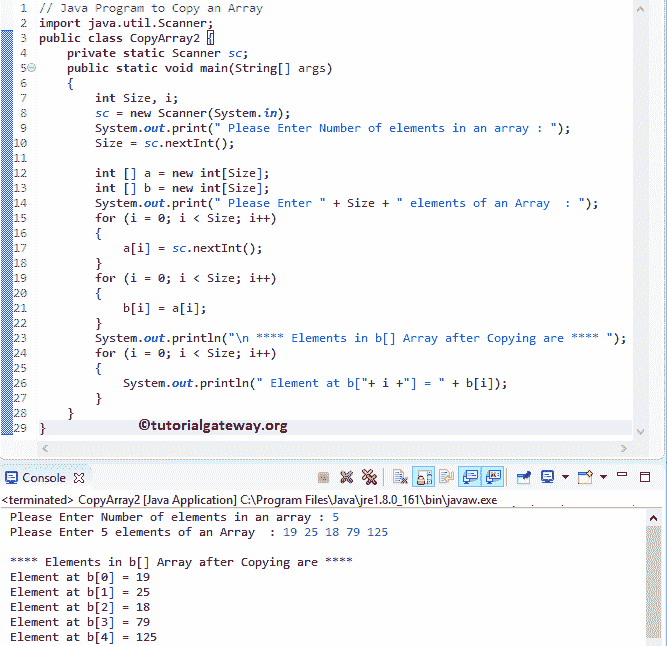 1 // Java Program to Copy an Array
2 import java.util.Scanner;
3 public class CopyArray2 {
4     private static Scanner sc;
5     public static void main(String[] args)
6     {
7         int Size, i;
8         sc = new Scanner(System.in);
9         System.out.print(" Please Enter Number of elements in an array : ");
10         Size = sc.nextInt();
11
12         int [] a = new int[Size];
13         int [] b = new int[Size];
14         System.out.print(" Please Enter " + Size + " elements of an Array  : ");
15         for (i = 0; i < Size; i++)
16         {
17             a[i] = sc.nextInt();
18         }
19         for (i = 0; i < Size; i++)
20         {
21             b[i] = a[i];
22         }
23         System.out.println("\n **** Elements in b[] Array after Copying are **** ");
24         for (i = 0; i < Size; i++)
25         {
26             System.out.println(" Element at b["+ i +"] = " + b[i]);
27         }
28     }
29 }
©tutorialgateway.org
Console
<terminated> CopyArray2 [Java Application] C:\Program Files\Java\jre1.8.0_161\bin\javaw.exe
Please Enter Number of elements in an array : 5
Please Enter 5 elements of an Array  : 19 25 18 79 125
**** Elements in b[] Array after Copying are ****
Element at b[0] = 19
Element at b[1] = 25
Element at b[2] = 18
Element at b[3] = 79
Element at b[4] = 125